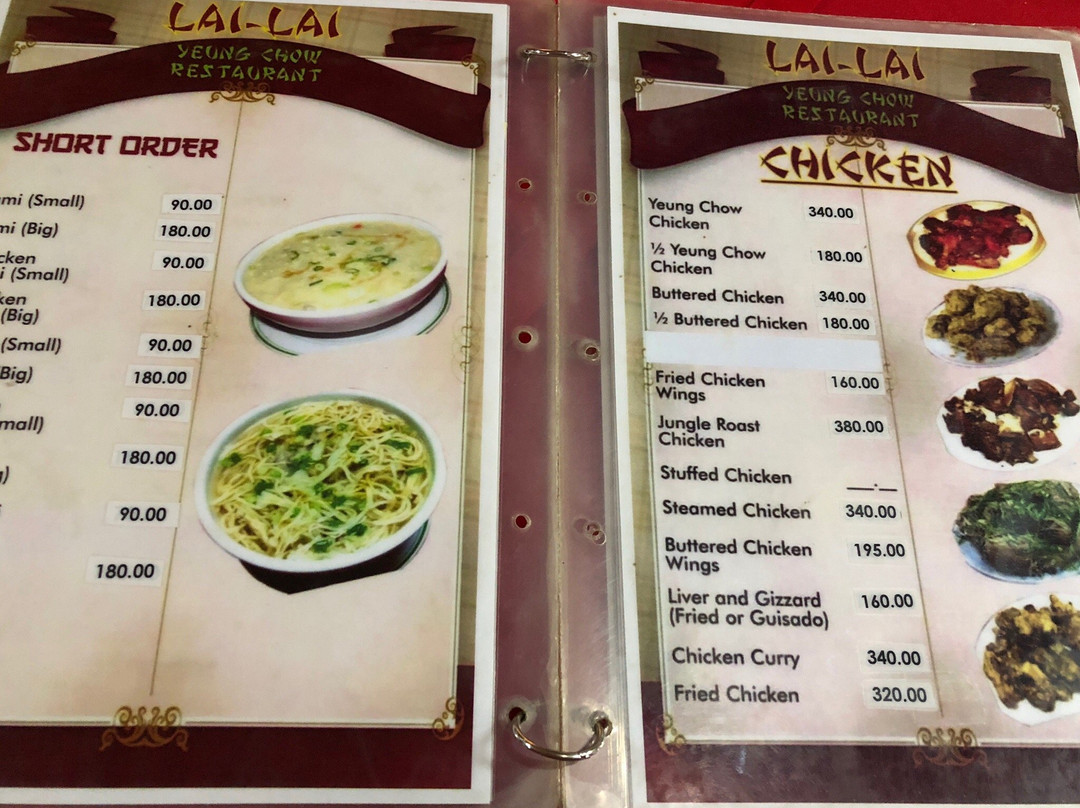 LAI-LAI
YEUNG CHOW
RESTAURANT
SHORT ORDER
(Small) 90.00
(Big) 180.00
90.00
(Small)
180.00
(Big)
(Small) 90.00
Big) 180.00
90.00
180.00
90.00
180.00
LAI-LAI
YEUNG CHOW
RESTAURANT
CHICKEN
Yeung Chow 340.00
Chicken
½ Yeung Chow 180.00
Chicken
Buttered Chicken 340.00
½ Buttered Chicken 180.00
Fried Chicken 160.00
Wings
Jungle Roast 380.00
Chicken
Stuffed Chicken __.__
Steamed Chicken 340.00
Buttered Chicken 195.00
Wings
Liver and Gizzard 160.00
(Fried or Guisado)
Chicken Curry 340.00
Fried Chicken 320.00